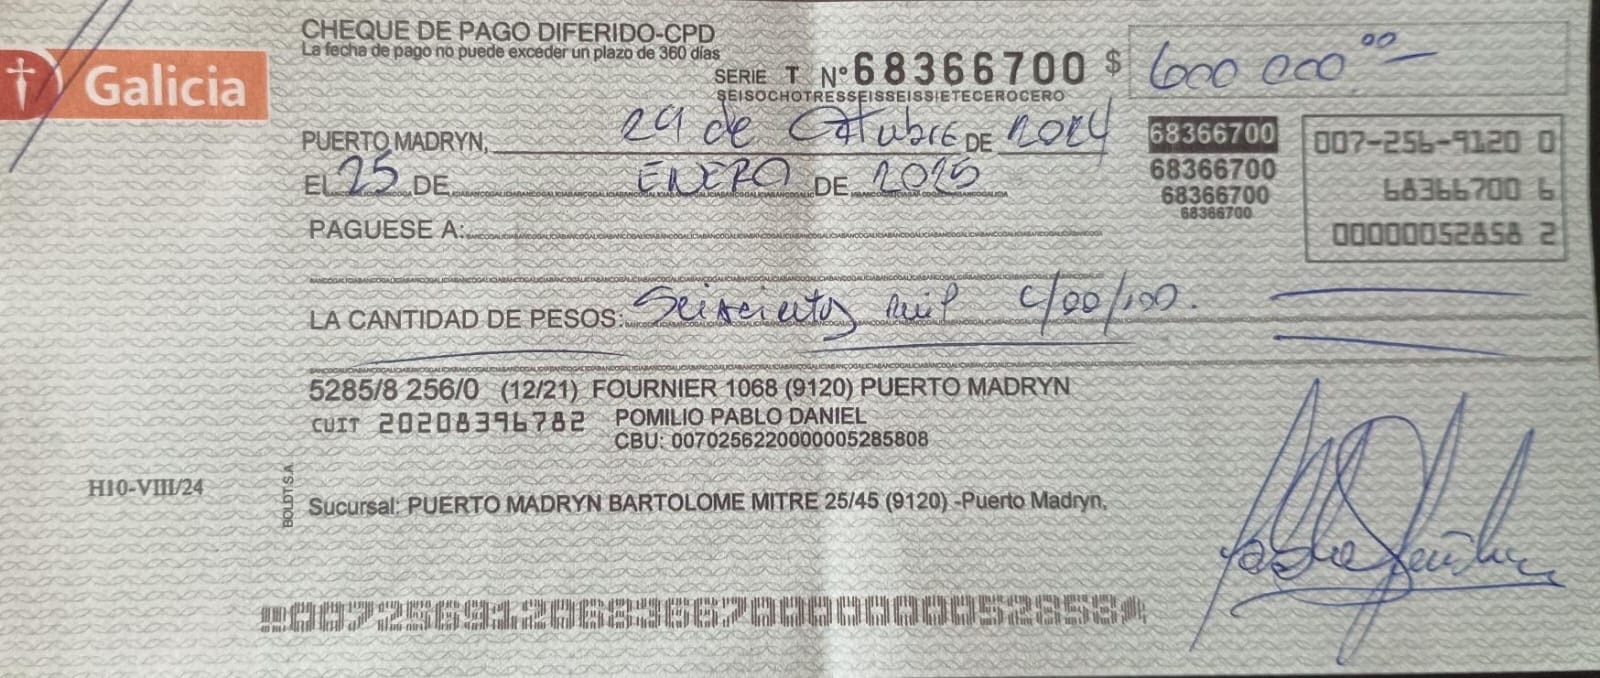 CHEQUE DE PAGO DIFERIDO-CPD
La fecha de pago no puede exceder un plazo de 360 días
Galicia
SERIE T Nº 68366700 $ 600 000.00
SEISOCHOTRESSEISSEISSIETECEROCERO
PUERTO MADRYN, 29 de Octubre DE 2024
EL 25 DE ENERO DE 2025
68366700
68366700
68366700
68366700
007-256-9120 0
68366700 6
00000052858 2
PAGUESE A:
LA CANTIDAD DE PESOS: Seiscientos mil c/00/100.
5285/8 256/0 (12/21) FOURNIER 1068 (9120) PUERTO MADRYN
CUIT 20208396782 POMILIO PABLO DANIEL
CBU: 0070256220000005285808
H10-VIII/24
BOLDT S.A.
Sucursal: PUERTO MADRYN BARTOLOME MITRE 25/45 (9120) -Puerto Madryn,
00725691206836670000000052858